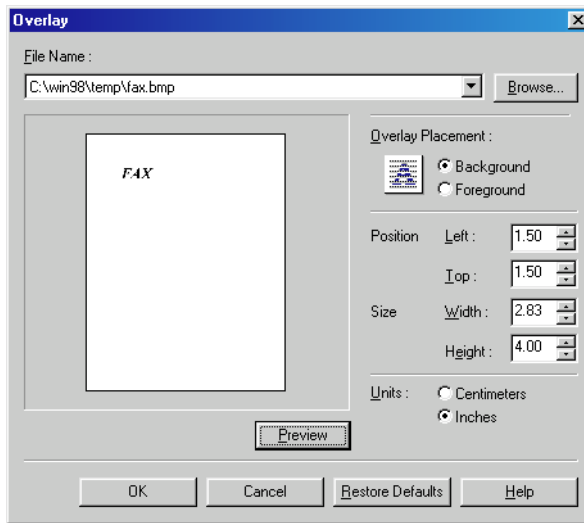 Overlay
File Name :
C:\win98\temp\fax.bmp
Browse...
FAX
Overlay Placement :
Background
Foreground
Position Left : 1.50
Top : 1.50
Size Width : 2.83
Height : 4.00
Units : Centimeters
Inches
Preview
OK Cancel Restore Defaults Help